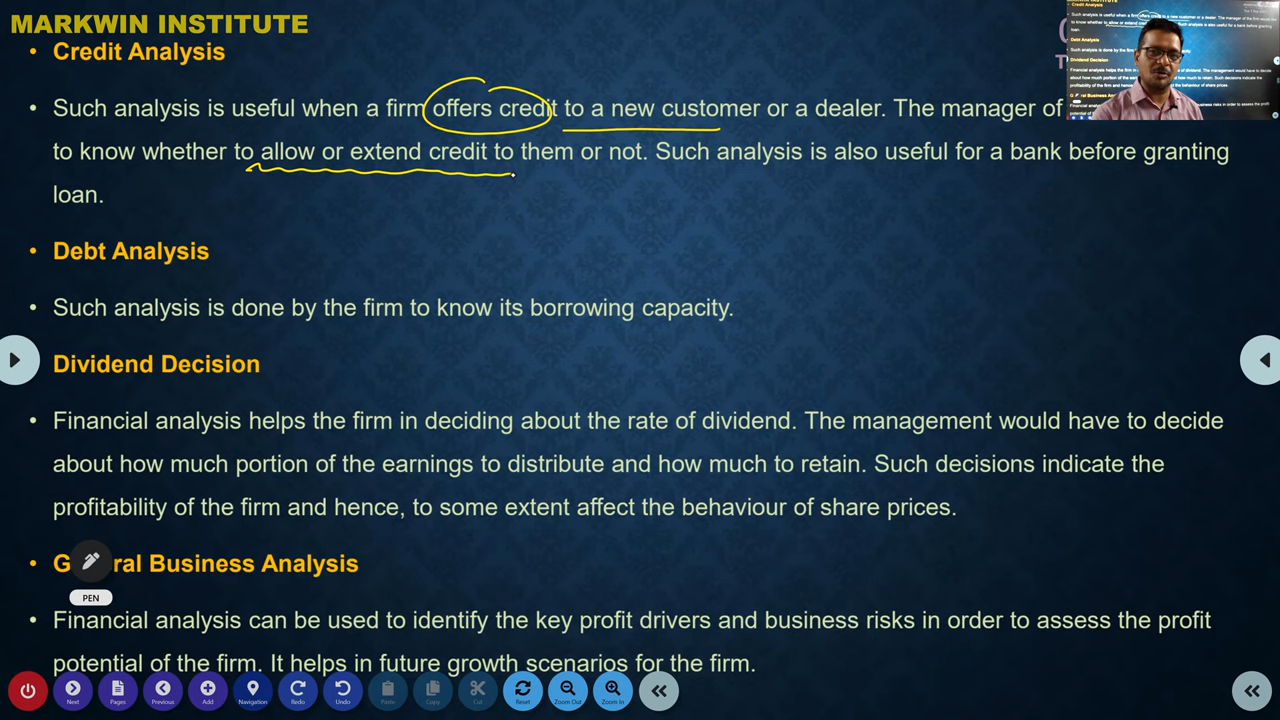 MARKWIN INSTITUTE
• Credit Analysis
• Such analysis is useful when a firm offers credit to a new customer or a dealer. The manager of
to know whether to allow or extend credit to them or not. Such analysis is also useful for a bank before granting
loan.
• Debt Analysis
• Such analysis is done by the firm to know its borrowing capacity.
Dividend Decision
• Financial analysis helps the firm in deciding about the rate of dividend. The management would have to decide
about how much portion of the earnings to distribute and how much to retain. Such decisions indicate the
profitability of the firm and hence, to some extent affect the behaviour of share prices.
• G ral Business Analysis
PEN
• Financial analysis can be used to identify the key profit drivers and business risks in order to assess the profit
potential of the firm. It helps in future growth scenarios for the firm.
Next
Pages
Previous
Add
Navigation
Redo
Undo
Paste
Copy
Cut
Reset
Zoom Out
Zoom In